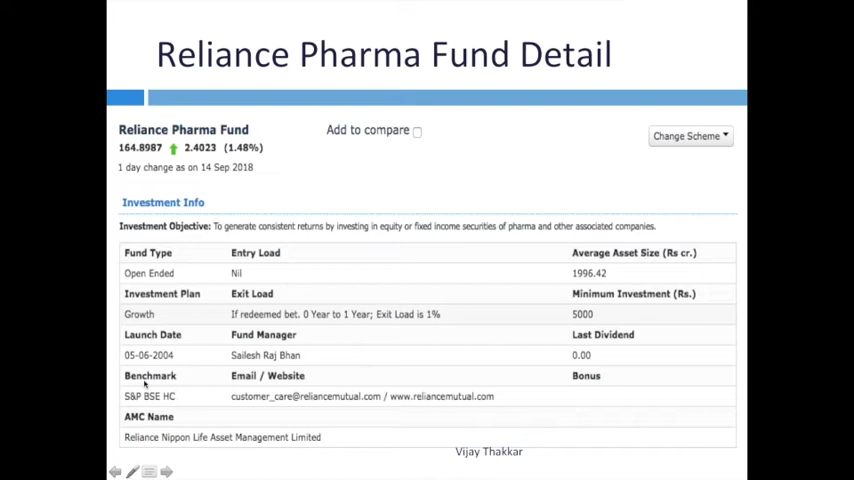 Reliance Pharma Fund Detail
Reliance Pharma Fund
Add to compare
Change Scheme
164.8987 2.4023 (1.48%)
1 day change as on 14 Sep 2018
Investment Info
Investment Objective: To generate consistent returns by investing in equity or fixed income securities of pharma and other associated companies.
Fund Type Entry Load Average Asset Size (Rs cr.)
Open Ended Nil 1996.42
Investment Plan Exit Load Minimum Investment (Rs.)
Growth If redeemed bet. 0 Year to 1 Year; Exit Load is 1% 5000
Launch Date Fund Manager Last Dividend
05-06-2004 Sailesh Raj Bhan 0.00
Benchmark Email / Website Bonus
S&P BSE HC customer_care@reliancemutual.com / www.reliancemutual.com
AMC Name
Reliance Nippon Life Asset Management Limited
Vijay Thakkar